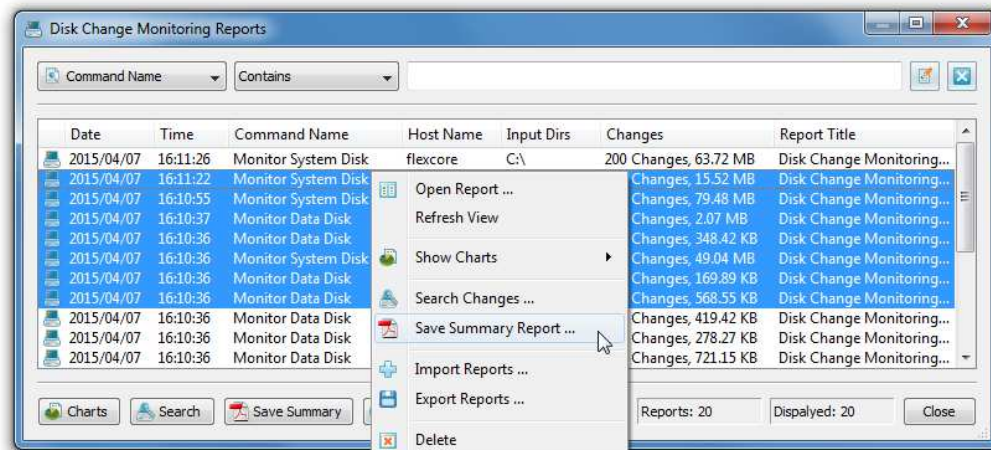 Disk Change Monitoring Reports
Command Name Contains
Date Time Command Name Host Name Input Dirs Changes Report Title
2015/04/07 16:11:26 Monitor System Disk flexcore C:\ 200 Changes, 63.72 MB Disk Change Monitoring...
2015/04/07 16:11:22 Monitor System Disk Changes, 15.52 MB Disk Change Monitoring...
2015/04/07 16:10:55 Monitor System Disk Changes, 79.48 MB Disk Change Monitoring...
2015/04/07 16:10:37 Monitor Data Disk Changes, 2.07 MB Disk Change Monitoring...
2015/04/07 16:10:36 Monitor Data Disk Changes, 348.42 KB Disk Change Monitoring...
2015/04/07 16:10:36 Monitor System Disk Changes, 49.04 MB Disk Change Monitoring...
2015/04/07 16:10:36 Monitor Data Disk Changes, 169.89 KB Disk Change Monitoring...
2015/04/07 16:10:36 Monitor Data Disk Changes, 568.55 KB Disk Change Monitoring...
2015/04/07 16:10:36 Monitor Data Disk Changes, 419.42 KB Disk Change Monitoring...
2015/04/07 16:10:36 Monitor Data Disk Changes, 278.27 KB Disk Change Monitoring...
2015/04/07 16:10:36 Monitor Data Disk Changes, 721.15 KB Disk Change Monitoring...
Open Report ...
Refresh View
Show Charts
Search Changes ...
Save Summary Report ...
Import Reports ...
Export Reports ...
Delete
Charts Search Save Summary Reports: 20 Dispalyed: 20 Close